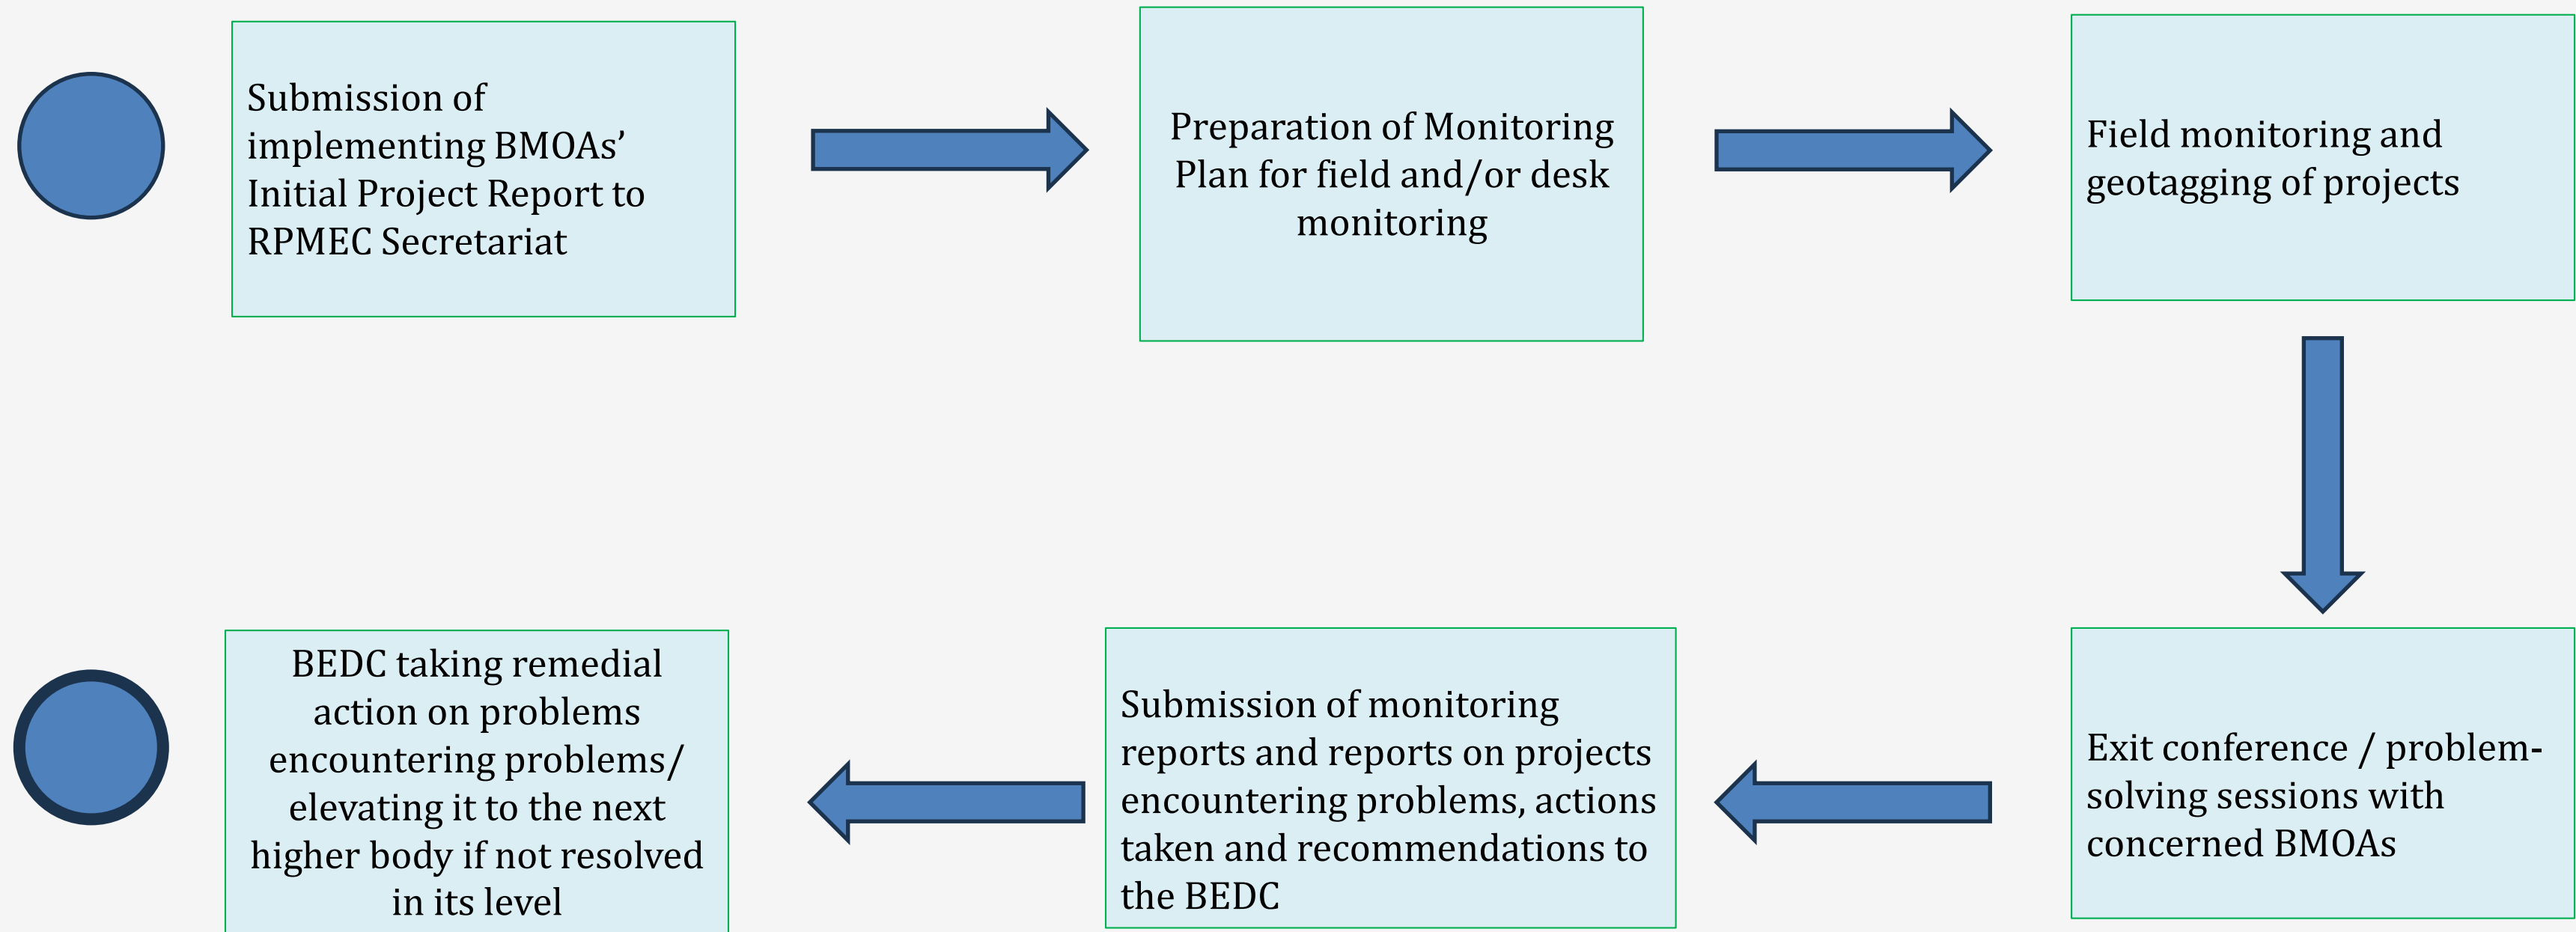 Submission of
implementing BMOAs’
Initial Project Report to
RPMEC Secretariat
Preparation of Monitoring
Plan for field and/or desk
monitoring
Field monitoring and
geotagging of projects
Exit conference / problem-
solving sessions with
concerned BMOAs
Submission of monitoring
reports and reports on projects
encountering problems, actions
taken and recommendations to
the BEDC
BEDC taking remedial
action on problems
encountering problems/
elevating it to the next
higher body if not resolved
in its level